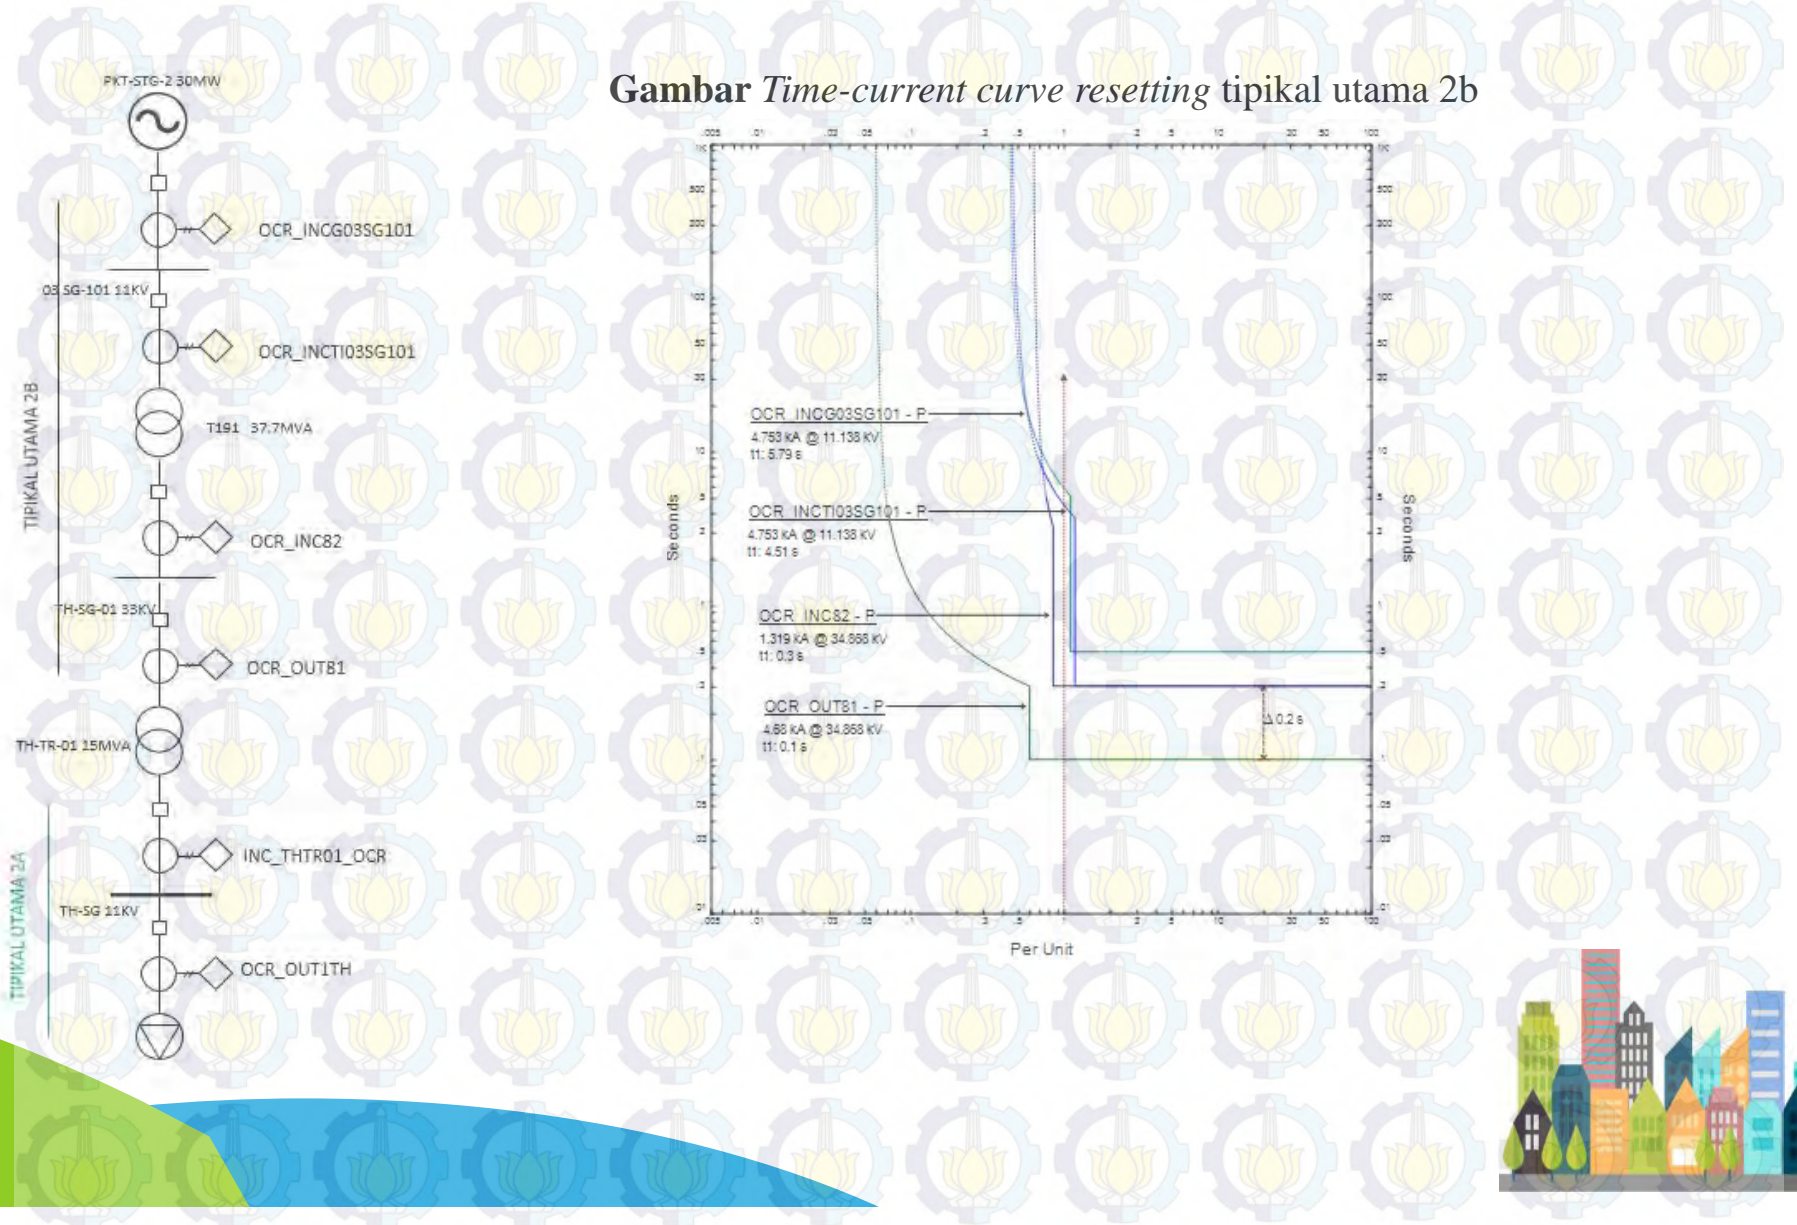 Gambar Time-current curve resetting tipikal utama 2b
PKT-STG-2 30MW
OCR_INCG03SG101
03 SG-101 11KV
OCR_INCTI03SG101
TIPIKAL UTAMA 2B
T191 37.7MVA
OCR_INC82
TH-SG-01 33KV
OCR_OUT81
TH-TR-01 25MVA
INC_THTR01_OCR
TIPIKAL UTAMA 2A
TH-SG 11KV
OCR_OUT1TH
Seconds
OCR_INCG03SG101 - P
4.753 kA @ 11.138 kV
t1: 5.79 s
OCR_INCTI03SG101 - P
4.753 kA @ 11.138 kV
t1: 4.51 s
OCR_INC82 - P
1.319 kA @ 34.868 kV
t1: 0.3 s
OCR_OUT81 - P
4.68 kA @ 34.868 kV
t1: 0.1 s
Δ 0.2 s
Seconds
Per Unit